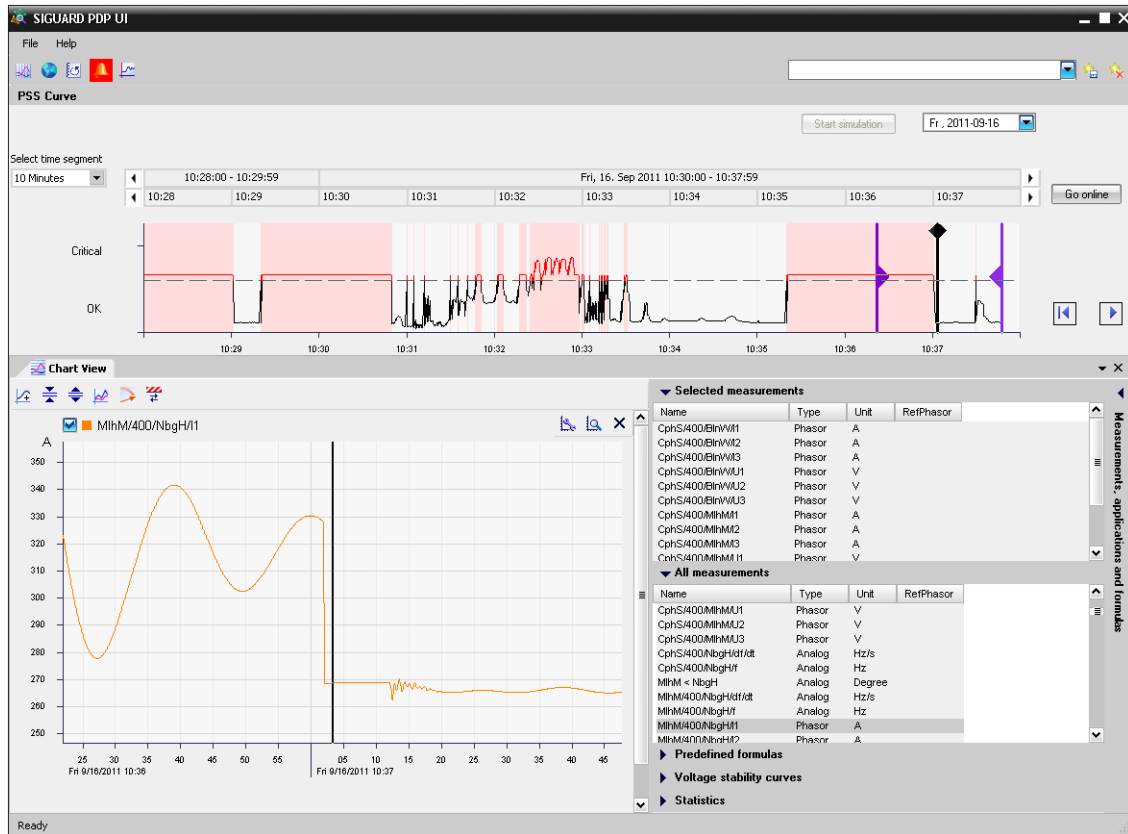 SIGUARD PDP UI
File Help
PSS Curve
Start simulation Fr , 2011-09-16
Select time segment
10 Minutes 10:28:00 - 10:29:59 Fri, 16. Sep 2011 10:30:00 - 10:37:59
10:28 10:29 10:30 10:31 10:32 10:33 10:34 10:35 10:36 10:37 Go online
Critical
OK
10:29 10:30 10:31 10:32 10:33 10:34 10:35 10:36 10:37
Chart View
MlhM/400/NbgH/I1
A
350
340
330
320
310
300
290
280
270
260
250
25 30 35 40 45 50 55 05 10 15 20 25 30 35 40 45
Fri 9/16/2011 10:36 Fri 9/16/2011 10:37
Selected measurements
Name Type Unit RefPhasor
CphS/400/BlnW/I1 Phasor A
CphS/400/BlnW/I2 Phasor A
CphS/400/BlnW/I3 Phasor A
CphS/400/BlnW/U1 Phasor V
CphS/400/BlnW/U2 Phasor V
CphS/400/BlnW/U3 Phasor V
CphS/400/MlhM/I1 Phasor A
CphS/400/MlhM/I2 Phasor A
CphS/400/MlhM/I3 Phasor A
CphS/400/MlhM/U1 Phasor V
All measurements
Name Type Unit RefPhasor
CphS/400/MlhM/U1 Phasor V
CphS/400/MlhM/U2 Phasor V
CphS/400/MlhM/U3 Phasor V
CphS/400/NbgH/df/dt Analog Hz/s
CphS/400/NbgH/f Analog Hz
MlhM < NbgH Analog Degree
MlhM/400/NbgH/df/dt Analog Hz/s
MlhM/400/NbgH/f Analog Hz
MlhM/400/NbgH/I1 Phasor A
MlhM/400/NbgH/I2 Phasor A
Predefined formulas
Voltage stability curves
Statistics
Measurements, applications and formulas
Ready